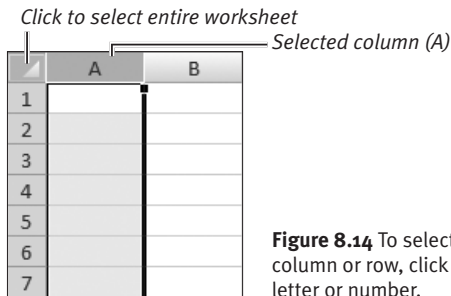 Click to select entire worksheet
Selected column (A)
A B
1
2
3
4
5
6
7
Figure 8.14 To select
column or row, click
letter or number.